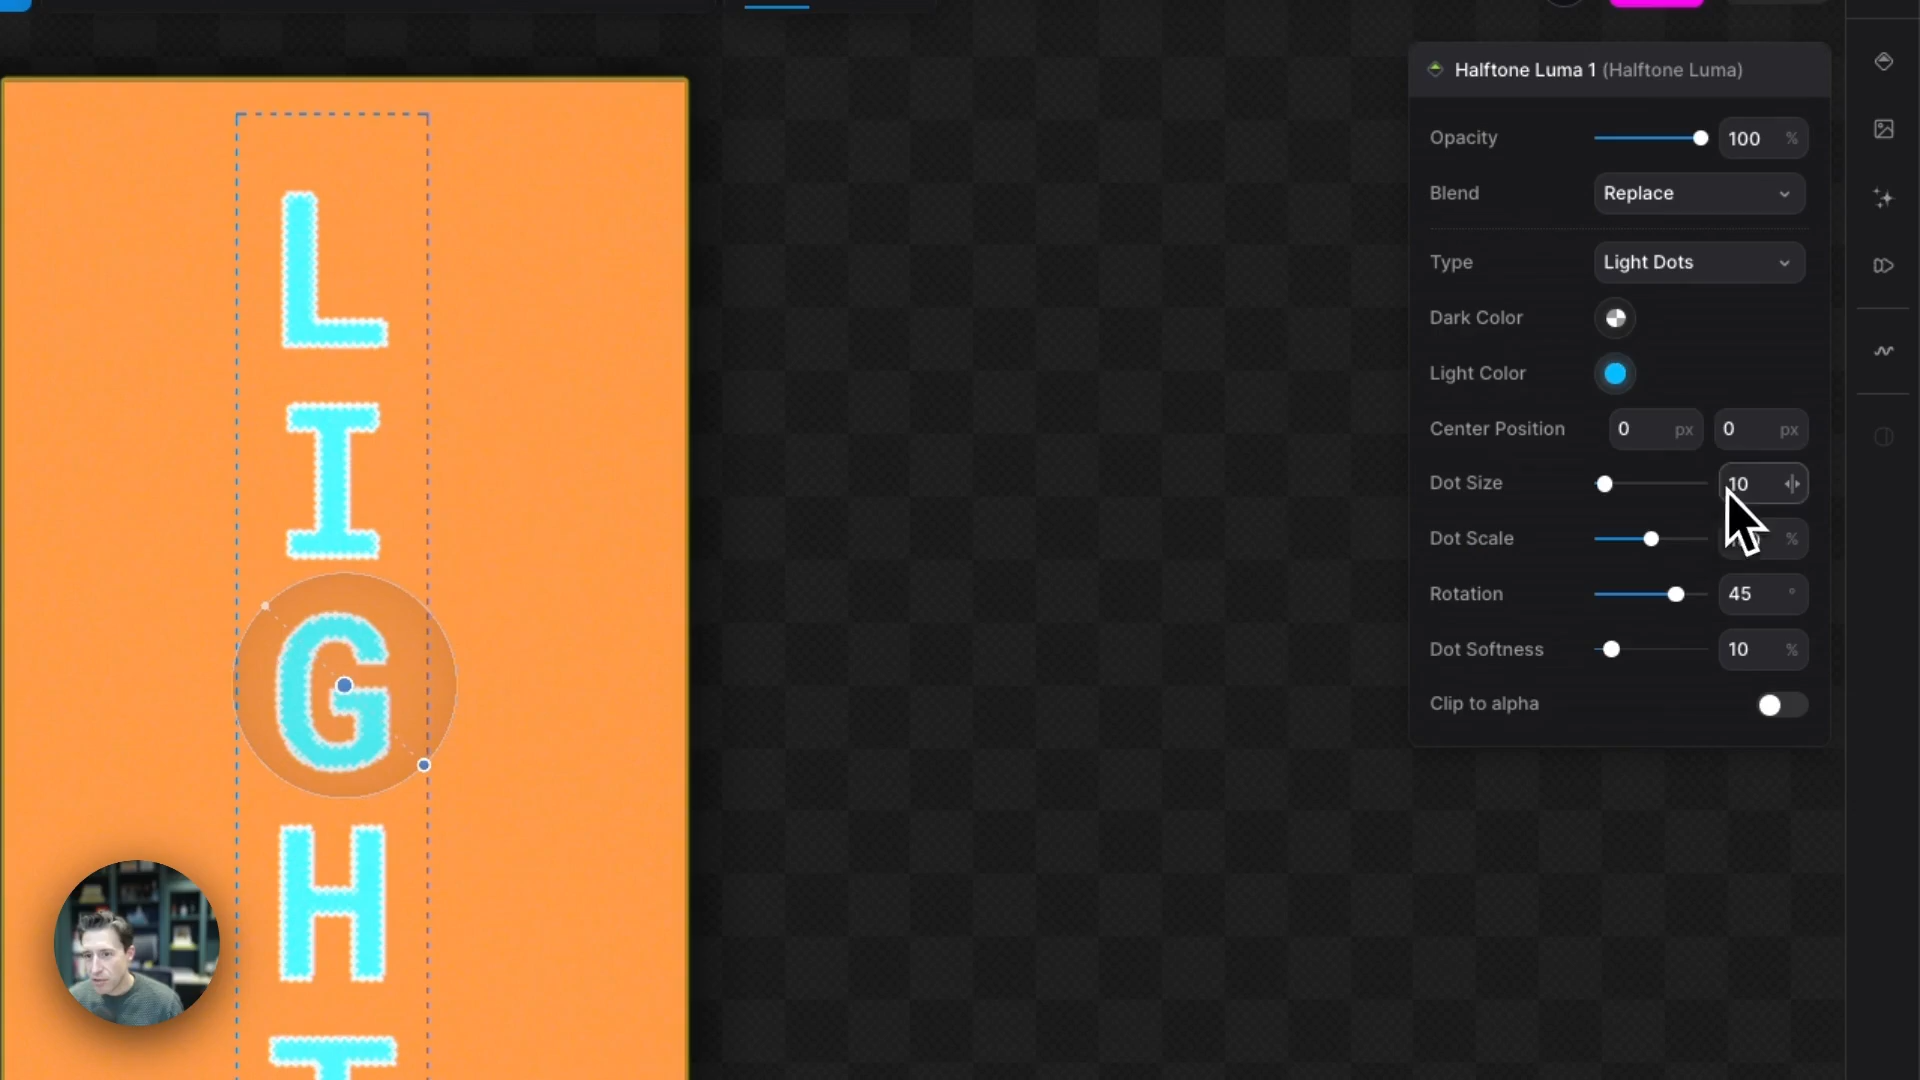 Halftone Luma 1 (Halftone Luma)
Opacity 100 %
Blend Replace
Type Light Dots
Dark Color
Light Color
Center Position 0 px 0 px
Dot Size 10
Dot Scale %
Rotation 45 °
Dot Softness 10 %
Clip to alpha
L
I
G
H
T